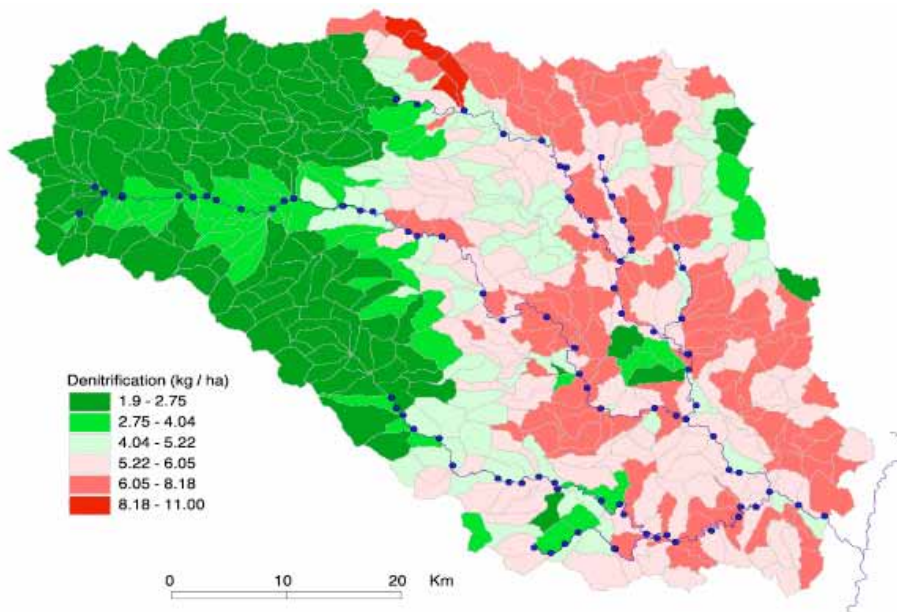 Denitrification (kg / ha)
1.9 - 2.75
2.75 - 4.04
4.04 - 5.22
5.22 - 6.05
6.05 - 8.18
8.18 - 11.00
0 10 20 Km